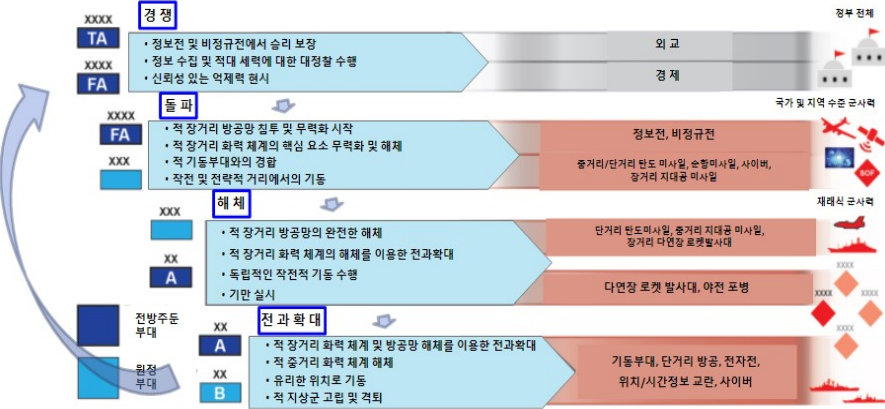 경 쟁
정부 전체
XXXX
TA
XXXX
FA
• 정보전 및 비정규전에서 승리 보장
• 정보 수집 및 적대 세력에 대한 대정찰 수행
• 신뢰성 있는 억제력 현시
외 교
경 제
돌 파
국가 및 지역 수준 군사력
XXXX
FA
XXX
• 적 장거리 방공망 침투 및 무력화 시작
• 적 장거리 화력 체계의 핵심 요소 무력화 및 해체
• 적 기동부대와의 경합
• 작전 및 전략적 거리에서의 기동
정보전, 비정규전
중거리/단거리 탄도 미사일, 순항미사일, 사이버,
장거리 지대공 미사일
SOF
해 체
재래식 군사력
XXX
XX
A
• 적 장거리 방공망의 완전한 해체
• 적 장거리 화력 체계의 해체를 이용한 전과확대
• 독립적인 작전적 기동 수행
• 기만 실시
단거리 탄도미사일, 중거리 지대공 미사일,
장거리 다연장 로켓발사대
다연장 로켓 발사대, 야전 포병
XXXX
XXXX
XXXX
XXXX
전방주둔
부대
원정
부대
전 과 확 대
XX
A
XX
B
• 적 장거리 화력 체계 및 방공망 해체를 이용한 전과확대
• 적 중거리 화력 체계 해체
• 유리한 위치로 기동
• 적 지상군 고립 및 격퇴
기동부대, 단거리 방공, 전자전,
위치/시간정보 교란, 사이버